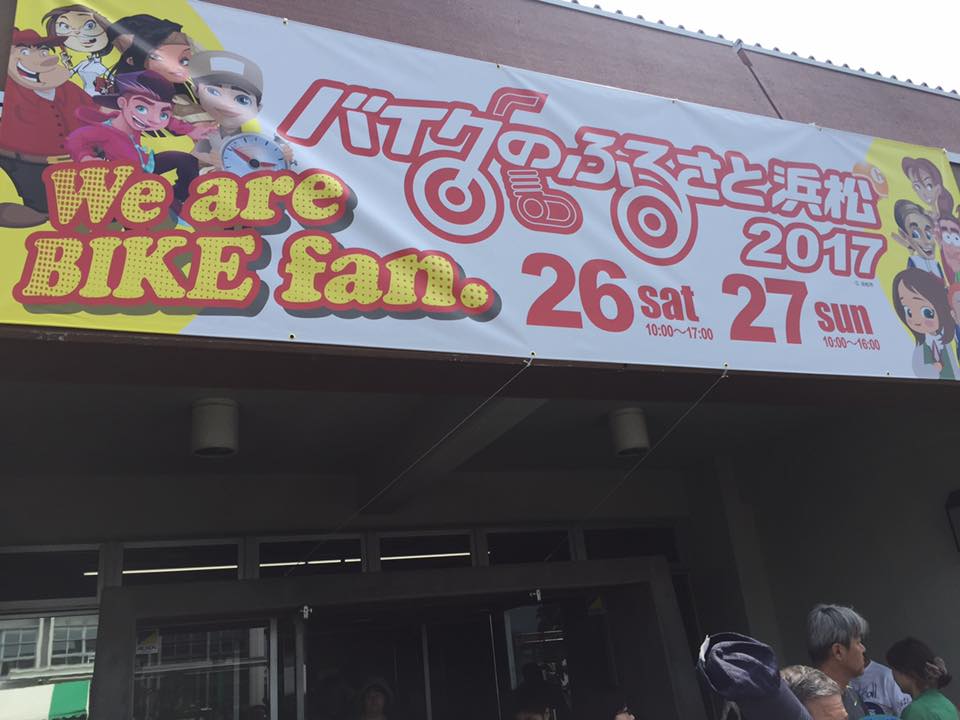 We are
BIKE fan.
バイクのふるさと浜松
2017
26 sat
10:00~17:00
27 sun
10:00~16:00